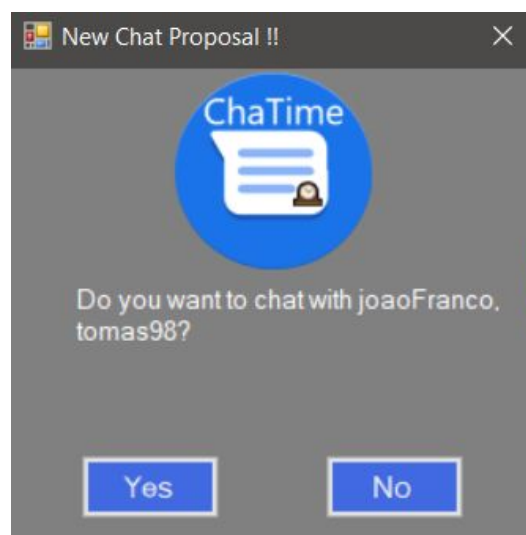 New Chat Proposal !!
ChaTime
Do you want to chat with joaoFranco,
tomas98?
Yes
No